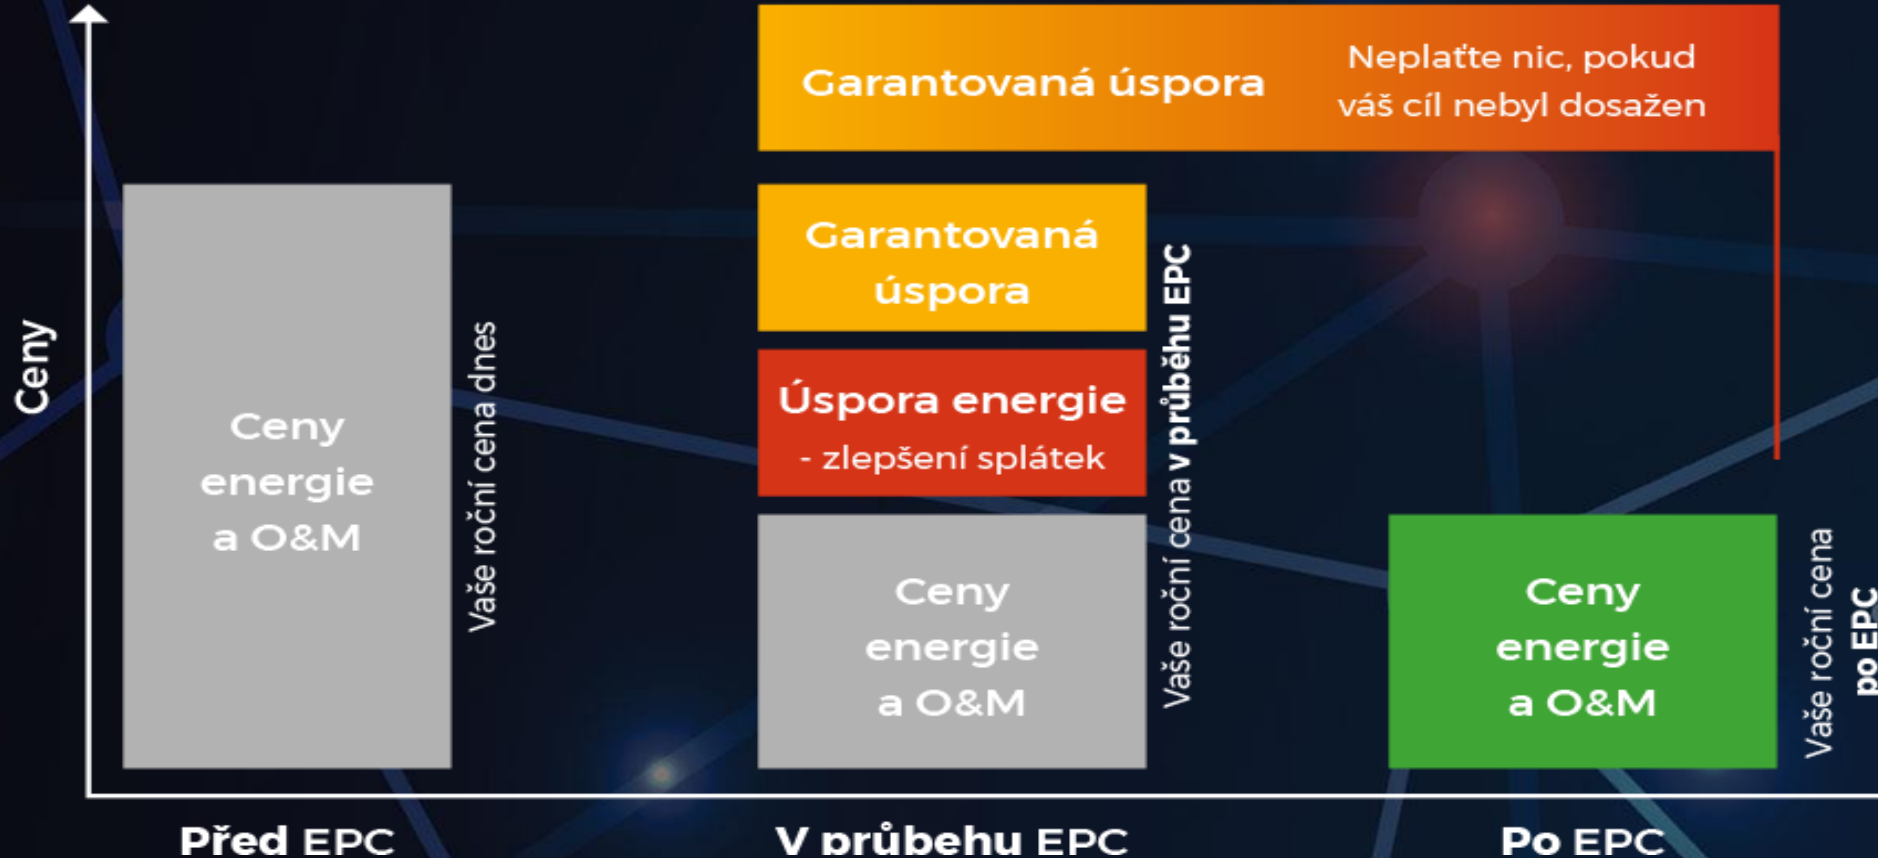 Ceny
Garantovaná úspora
Neplaťte nic, pokud
váš cíl nebyl dosažen
Ceny
energie
a O&M
Vaše roční cena dnes
Garantovaná
úspora
Úspora energie
- zlepšení splátek
Ceny
energie
a O&M
Vaše roční cena v průběhu EPC
Ceny
energie
a O&M
Vaše roční cena
po EPC
Před EPC
V průbehu EPC
Po EPC